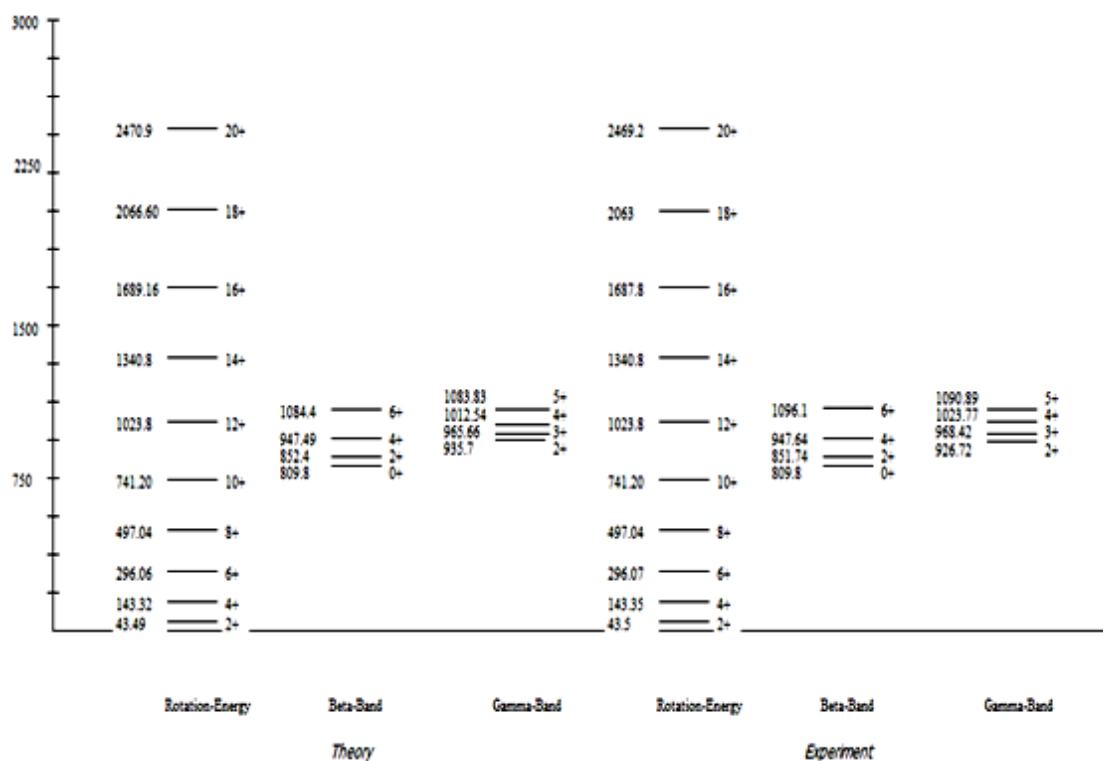 3000
2470.9 20+ 2469.2 20+
2250
2066.60 18+ 2063 18+
1689.16 16+ 1687.8 16+
1500
1340.8 14+ 1340.8 14+
1083.83 5+ 1090.89 5+
1084.4 6+ 1012.54 4+ 1096.1 6+ 1023.77 4+
1023.8 12+ 965.66 3+ 1023.8 12+ 968.42 3+
947.49 4+ 935.7 2+ 947.64 4+ 926.72 2+
852.4 2+ 851.74 2+
809.8 0+ 809.8 0+
750 741.20 10+ 741.20 10+
497.04 8+ 497.04 8+
296.06 6+ 296.07 6+
143.32 4+ 143.35 4+
43.49 2+ 43.5 2+
Rotation-Energy Beta-Band Gamma-Band Rotation-Energy Beta-Band Gamma-Band
Theory Experiment